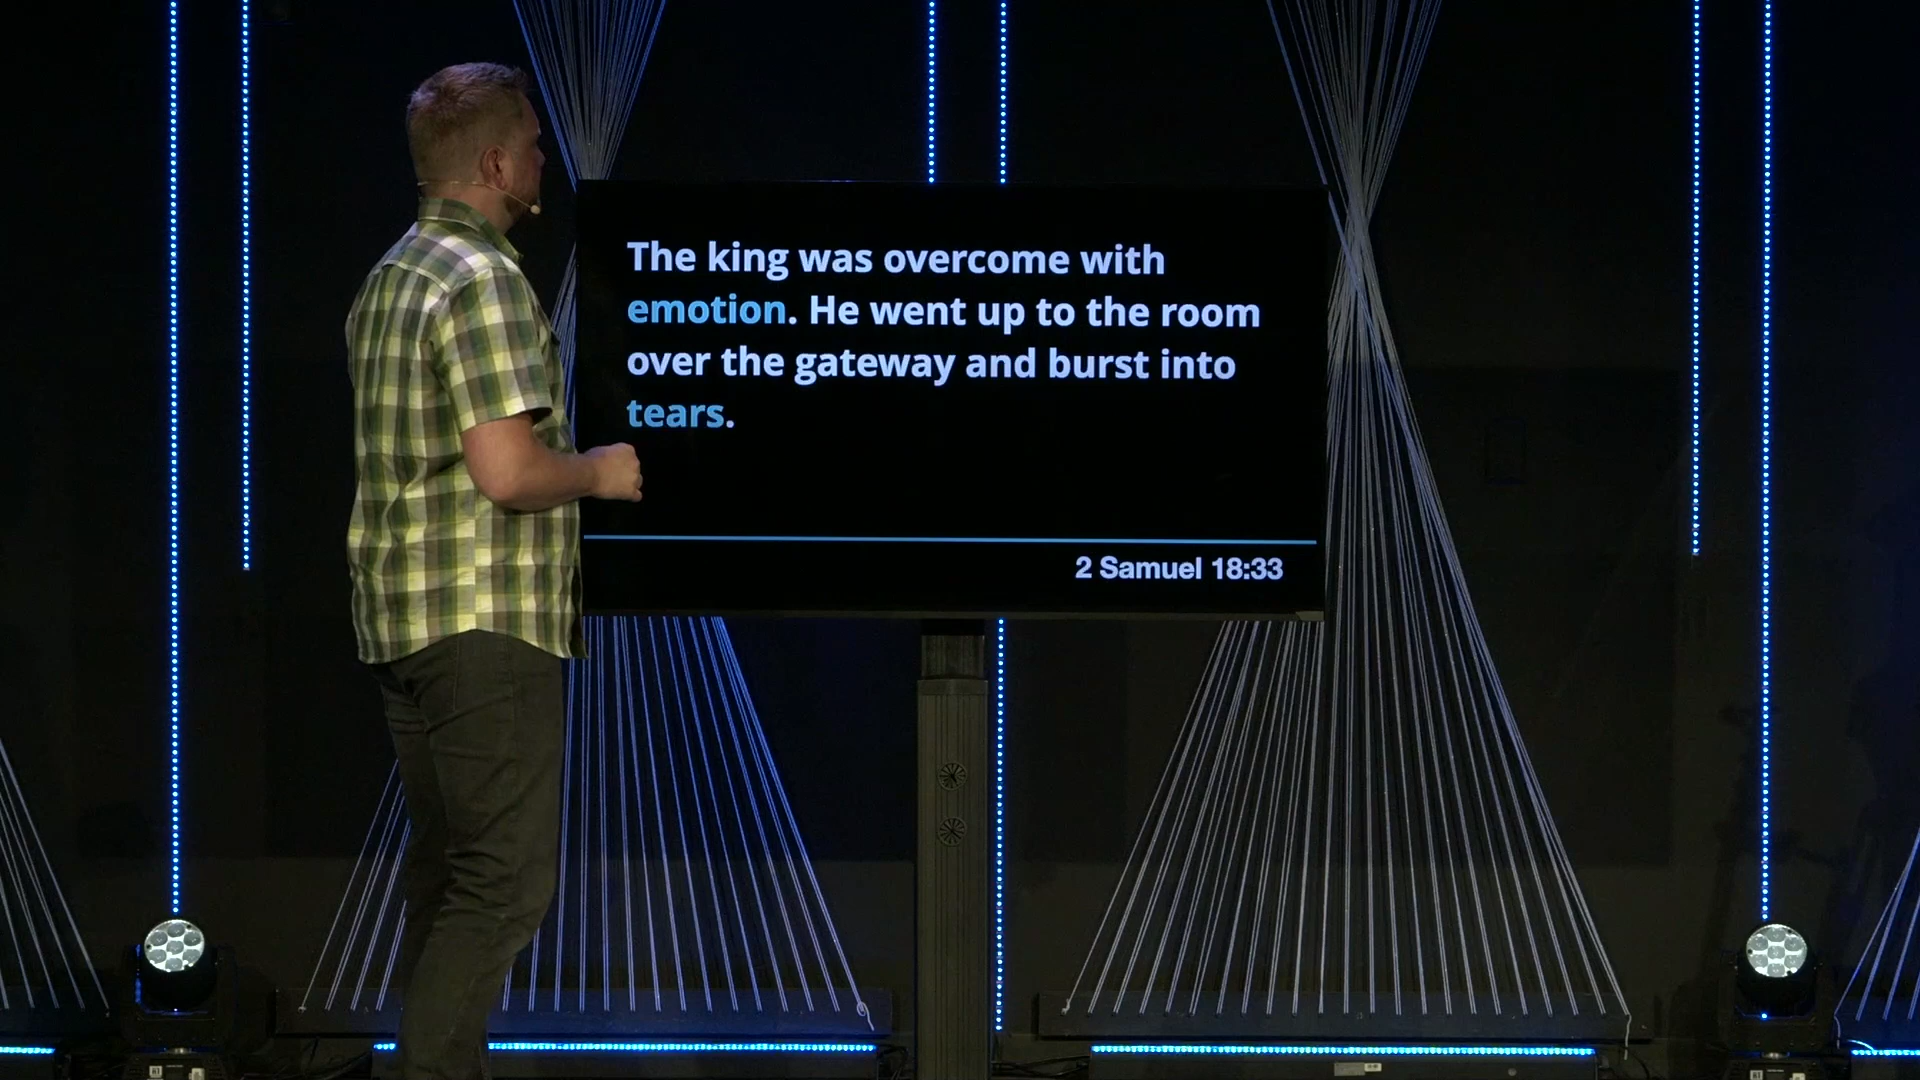 The king was overcome with
emotion. He went up to the room
over the gateway and burst into
tears.
2 Samuel 18:33